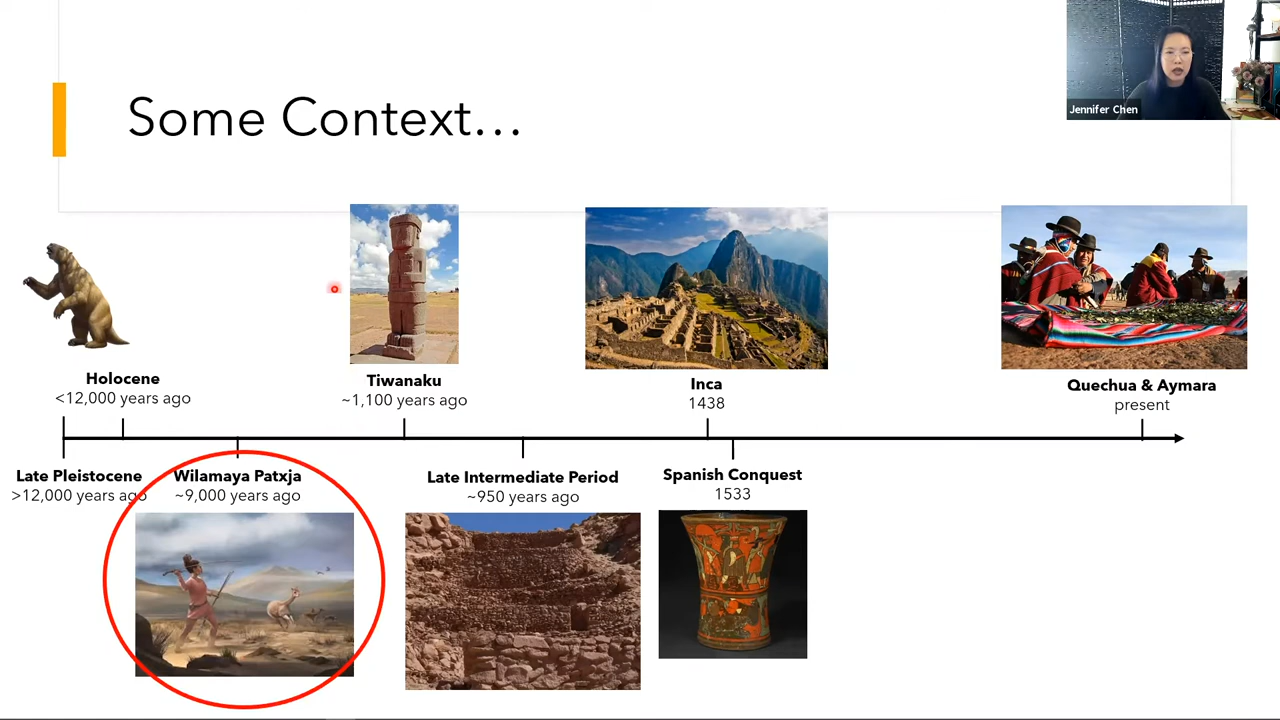 Jennifer Chen
Some Context...
Holocene
<12,000 years ago
Tiwanaku
~1,100 years ago
Inca
1438
Quechua & Aymara
present
Late Pleistocene
>12,000 years ago
Wilamaya Patxja
~9,000 years ago
Late Intermediate Period
~950 years ago
Spanish Conquest
1533